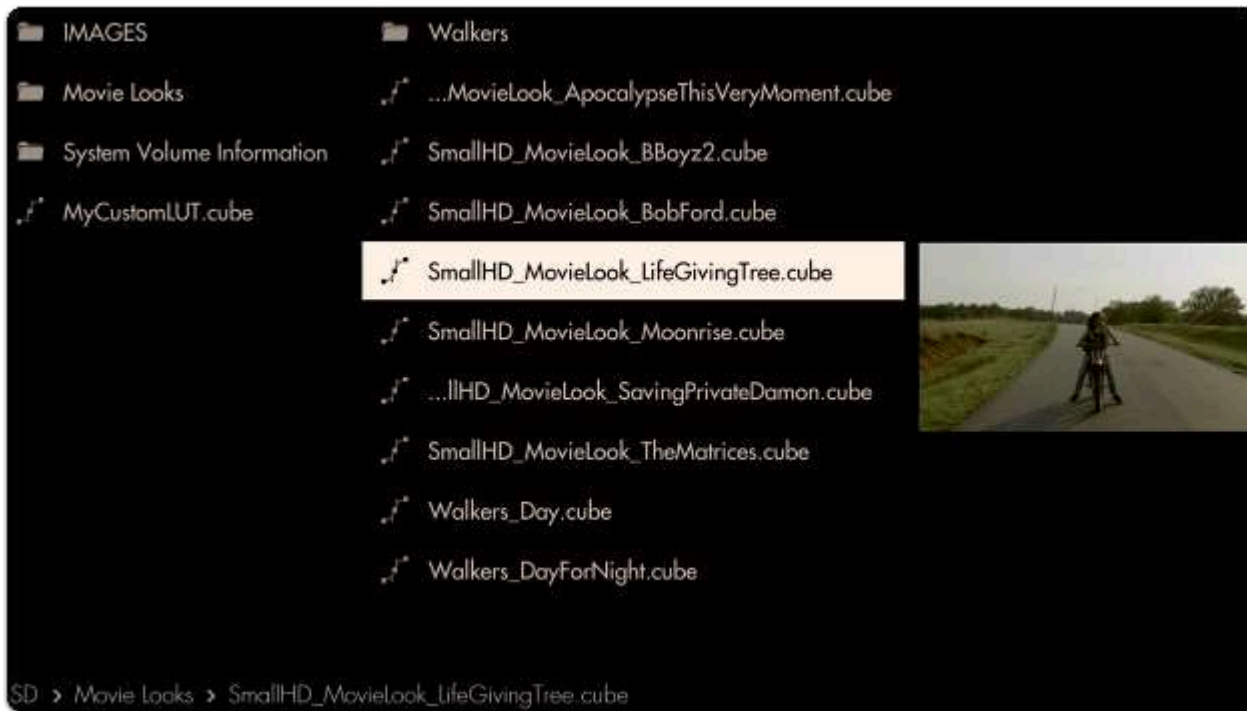 IMAGES
Movie Looks
System Volume Information
MyCustomLUT.cube
Walkers
...MovieLook_ApocalypseThisVeryMoment.cube
SmallHD_MovieLook_BBoyz2.cube
SmallHD_MovieLook_BobFord.cube
SmallHD_MovieLook_LifeGivingTree.cube
SmallHD_MovieLook_Moonrise.cube
...llHD_MovieLook_SavingPrivateDamon.cube
SmallHD_MovieLook_TheMatrices.cube
Walkers_Day.cube
Walkers_DayForNight.cube
SD > Movie Looks > SmallHD_MovieLook_LifeGivingTree.cube